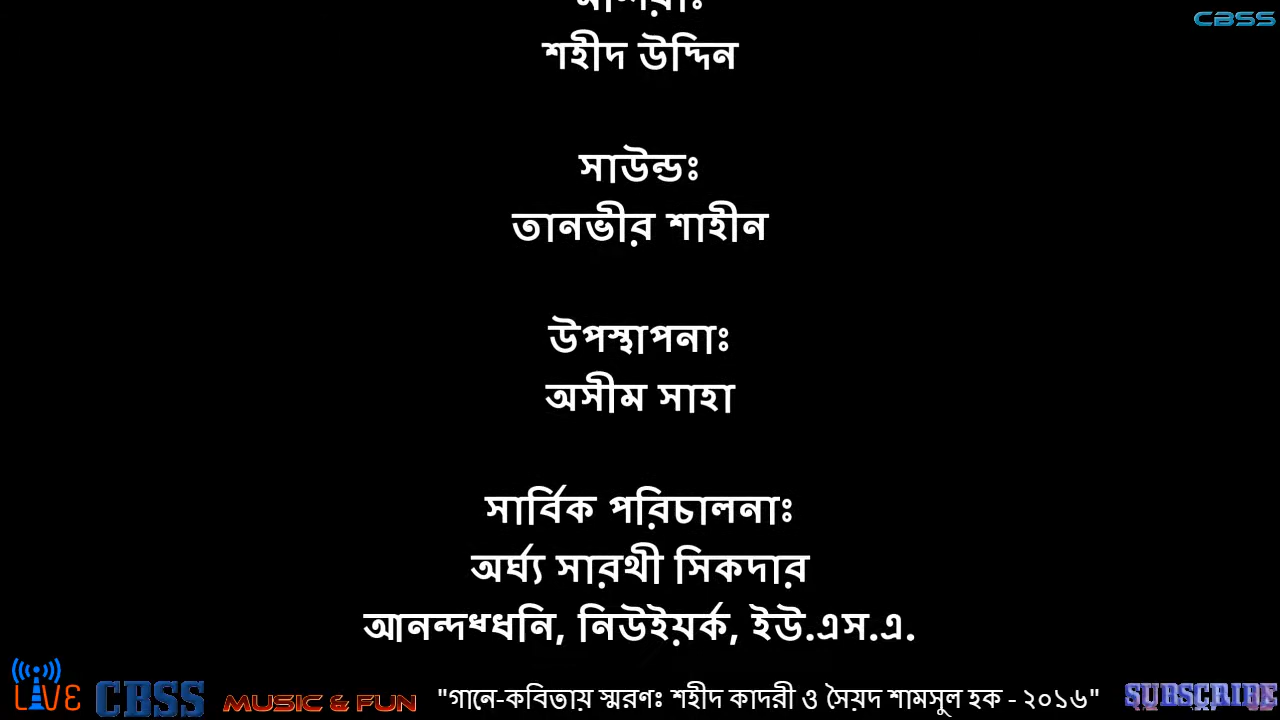 CBSS
শহীদ উদ্দিন
সাউন্ডঃ
তানভীর শাহীন
উপস্থাপনাঃ
অসীম সাহা
সার্বিক পরিচালনাঃ
অর্ঘ্য সারথী সিকদার
আনন্দধ্ধনি, নিউইয়র্ক, ইউ.এস.এ.
LIVE CBSS MUSIC & FUN "গানে-কবিতায় স্মরণঃ শহীদ কাদরী ও সৈয়দ শামসুল হক - ২০১৬" SUBSCRIBE